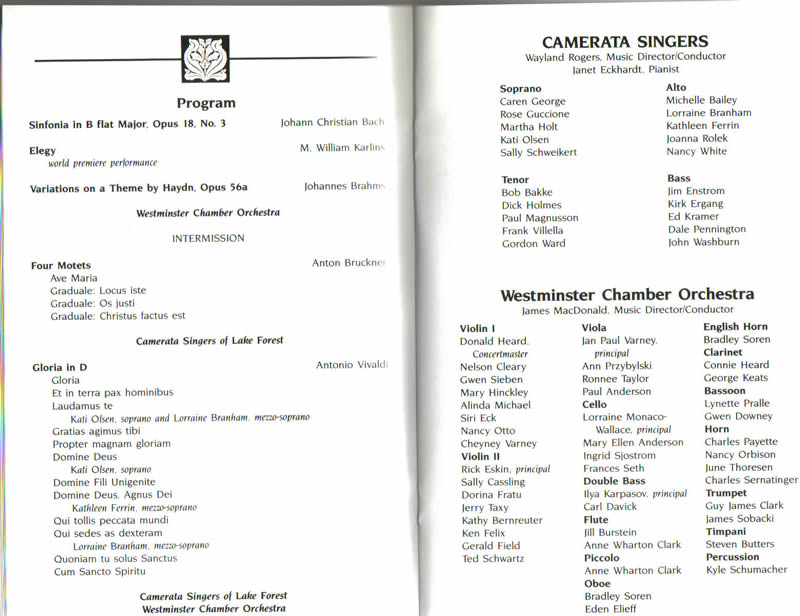 Program
Sinfonia in B flat Major, Opus 18, No. 3 Johann Christian Bach
Elegy M. William Karlins
world premiere performance
Variations on a Theme by Haydn, Opus 56a Johannes Brahms
Westminster Chamber Orchestra
INTERMISSION
Four Motets Anton Bruckner
Ave Maria
Graduale: Locus iste
Graduale: Os justi
Graduale: Christus factus est
Camerata Singers of Lake Forest
Gloria in D Antonio Vivaldi
Gloria
Et in terra pax hominibus
Laudamus te
Kati Olsen, soprano and Lorraine Branham, mezzo-soprano
Gratias agimus tibi
Propter magnam gloriam
Domine Deus
Kati Olsen, soprano
Domine Fili Unigenite
Domine Deus, Agnus Dei
Kathleen Ferrin, mezzo-soprano
Qui tollis peccata mundi
Qui sedes as dexteram
Lorraine Branham, mezzo-soprano
Quoniam tu solus Sanctus
Cum Sancto Spiritu
Camerata Singers of Lake Forest
Westminster Chamber Orchestra
CAMERATA SINGERS
Wayland Rogers, Music Director/Conductor
Janet Eckhardt, Pianist
Soprano
Caren George
Rose Guccione
Martha Holt
Kati Olsen
Sally Schweikert
Alto
Michelle Bailey
Lorraine Branham
Kathleen Ferrin
Joanna Rolek
Nancy White
Tenor
Bob Bakke
Dick Holmes
Paul Magnusson
Frank Villella
Gordon Ward
Bass
Jim Enstrom
Kirk Ergang
Ed Kramer
Dale Pennington
John Washburn
Westminster Chamber Orchestra
James MacDonald, Music Director/Conductor
Violin I
Donald Heard,
Concertmaster
Nelson Cleary
Gwen Sieben
Mary Hinckley
Alinda Michael
Siri Eck
Nancy Otto
Cheyney Varney
Violin II
Rick Eskin, principal
Sally Cassling
Dorina Fratu
Jerry Taxy
Kathy Bernreuter
Ken Felix
Gerald Field
Ted Schwartz
Viola
Jan Paul Varney,
principal
Ann Przybylski
Ronnee Taylor
Paul Anderson
Cello
Lorraine Monaco-
Wallace, principal
Mary Ellen Anderson
Ingrid Sjostrom
Frances Seth
Double Bass
Ilya Karpasov, principal
Carl Davick
Flute
Jill Burstein
Anne Wharton Clark
Piccolo
Anne Wharton Clark
Oboe
Bradley Soren
Eden Elieff
English Horn
Bradley Soren
Clarinet
Connie Heard
George Keats
Bassoon
Lynette Pralle
Gwen Downey
Horn
Charles Payette
Nancy Orbison
June Thoresen
Charles Sernatinger
Trumpet
Guy James Clark
James Sobacki
Timpani
Steven Butters
Percussion
Kyle Schumacher